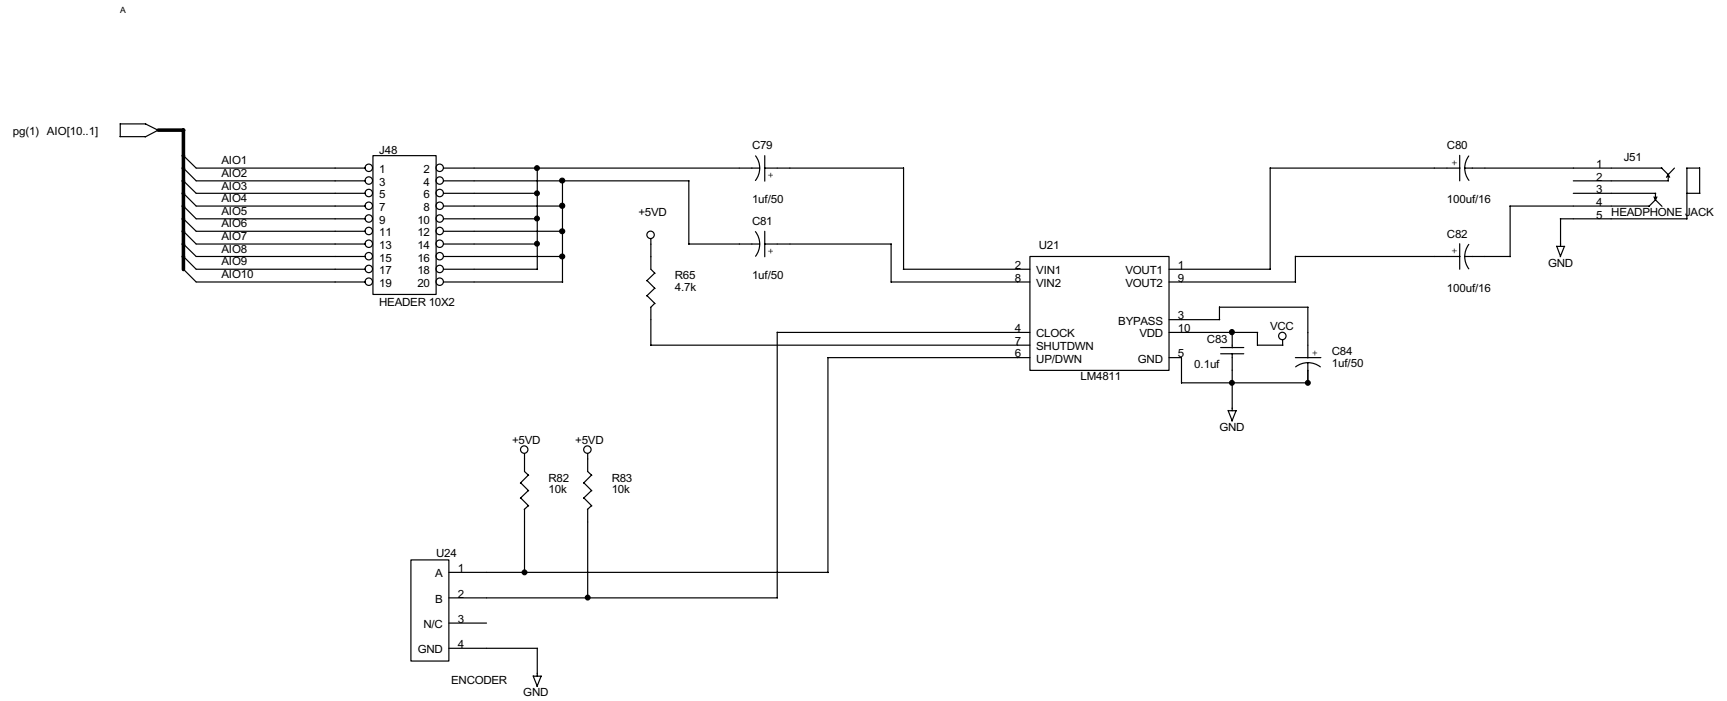 A
pg(1) AIO[10..1]
AIO1
AIO2
AIO3
AIO4
AIO5
AIO6
AIO7
AIO8
AIO9
AIO10
J48
1 2
3 4
5 6
7 8
9 10
11 12
13 14
15 16
17 18
19 20
HEADER 10X2
C79
+
1uf/50
C81
+
1uf/50
+5VD
R65
4.7k
U21
2 VIN1 VOUT1 1
8 VIN2 VOUT2 9
BYPASS 3
4 CLOCK VDD 10
7 SHUTDWN
6 UP/DWN GND 5
LM4811
C83
0.1uf
VCC
+
C84
1uf/50
GND
C80
+
100uf/16
C82
+
100uf/16
J51
1
2
3
4
5
HEADPHONE JACK
GND
+5VD
R82
10k
+5VD
R83
10k
U24
A 1
B 2
N/C 3
GND 4
ENCODER
GND